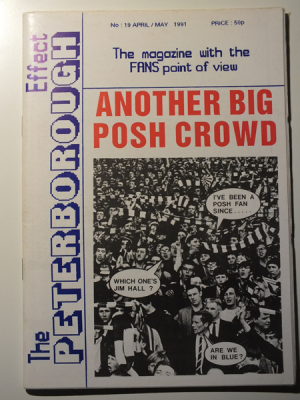 No : 19 APRIL / MAY 1991 PRICE : 50p
The magazine with the
FANS point of view
The PETERBOROUGH Effect
ANOTHER BIG
POSH CROWD
I'VE BEEN A
POSH FAN
SINCE.....
WHICH ONE'S
JIM HALL ?
ARE WE
IN BLUE?